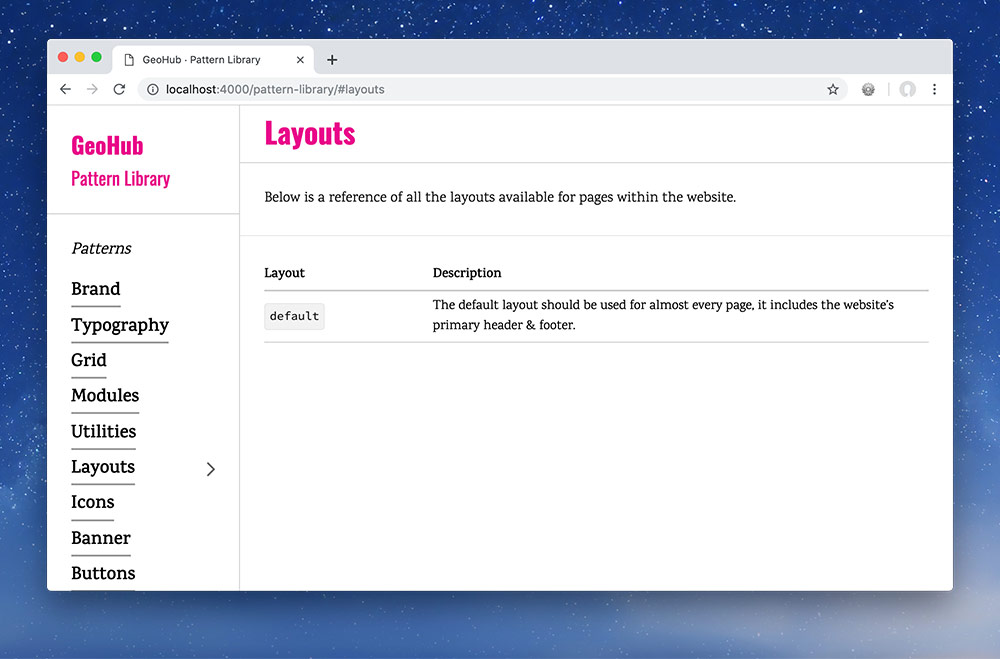 GeoHub · Pattern Library
localhost:4000/pattern-library/#layouts
GeoHub
Pattern Library
Patterns
Brand
Typography
Grid
Modules
Utilities
Layouts
Icons
Banner
Buttons
Layouts
Below is a reference of all the layouts available for pages within the website.
Layout Description
default
The default layout should be used for almost every page, it includes the website’s
primary header & footer.